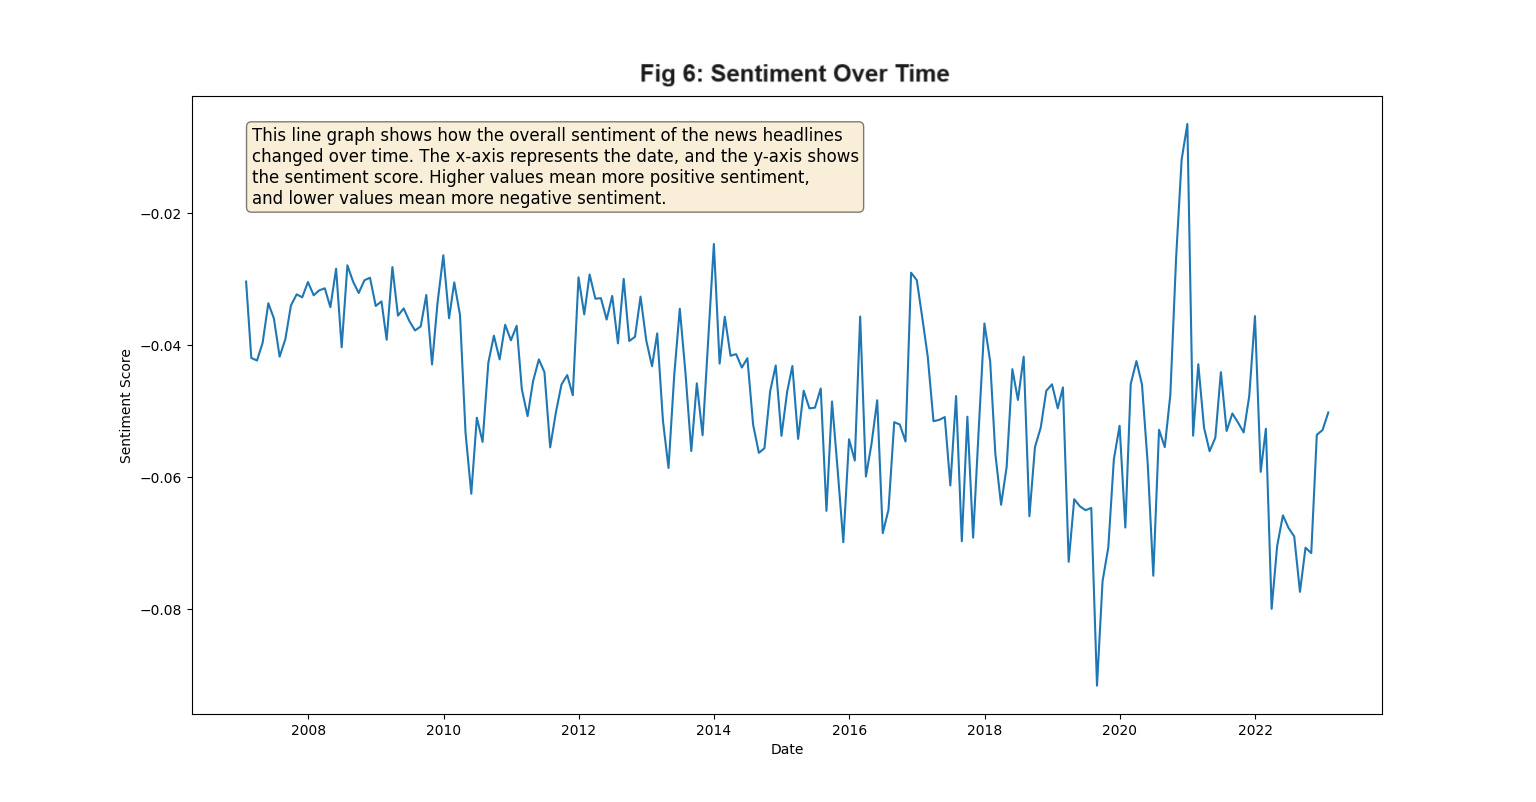 Fig 6: Sentiment Over Time
This line graph shows how the overall sentiment of the news headlines
changed over time. The x-axis represents the date, and the y-axis shows
the sentiment score. Higher values mean more positive sentiment,
and lower values mean more negative sentiment.
Sentiment Score
−0.02
−0.04
−0.06
−0.08
2008
2010
2012
2014
2016
2018
2020
2022
Date